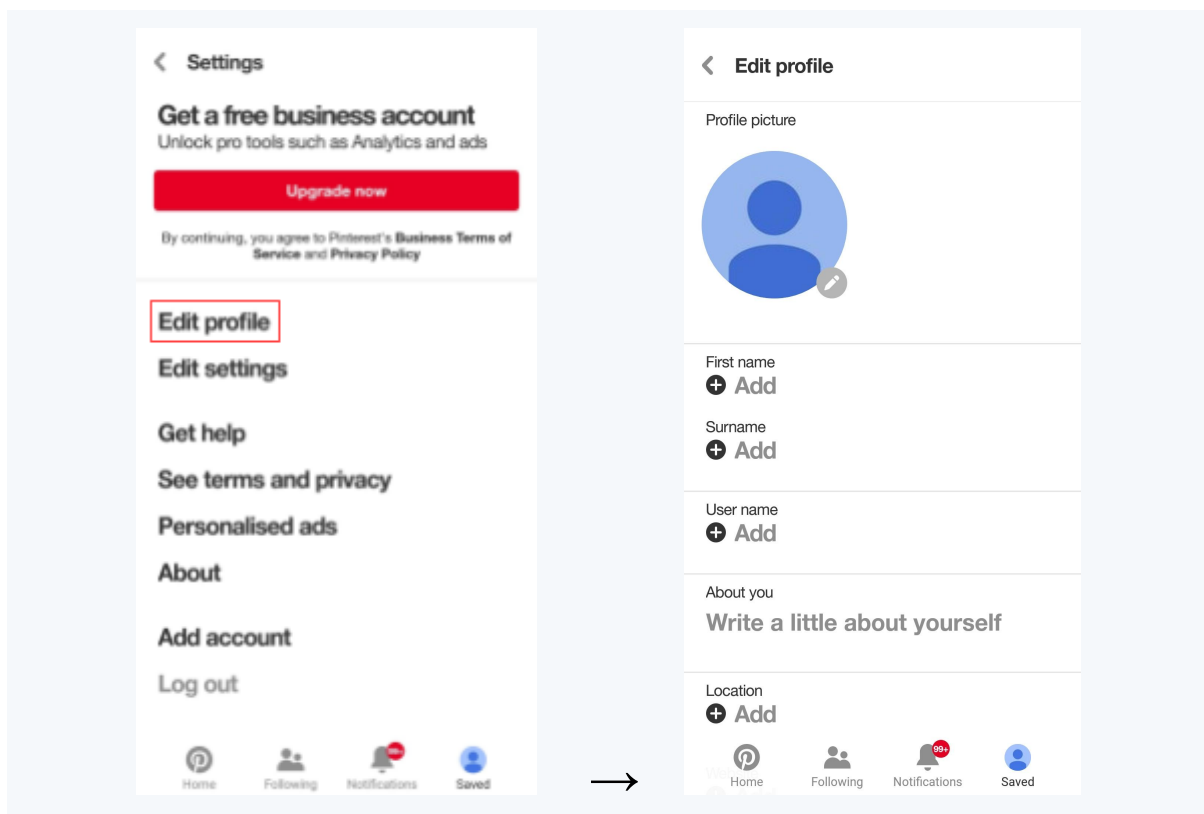 Settings
Get a free business account
Unlock pro tools such as Analytics and ads
Upgrade now
By continuing, you agree to Pinterest's Business Terms of
Service and Privacy Policy
Edit profile
Edit settings
Get help
See terms and privacy
Personalised ads
About
Add account
Log out
99+
Home Following Notifications Saved
→
Edit profile
Profile picture
First name
Add
Surname
Add
User name
Add
About you
Write a little about yourself
Location
Add
99+
Home Following Notifications Saved